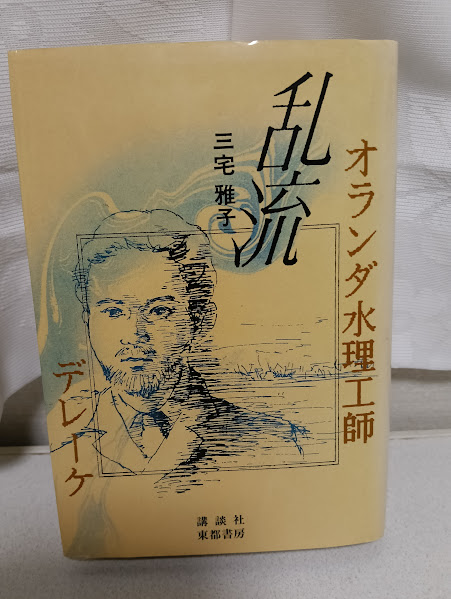 オランダ水理工師
デレーケ
乱流
三宅 雅子
講談社
東都書房